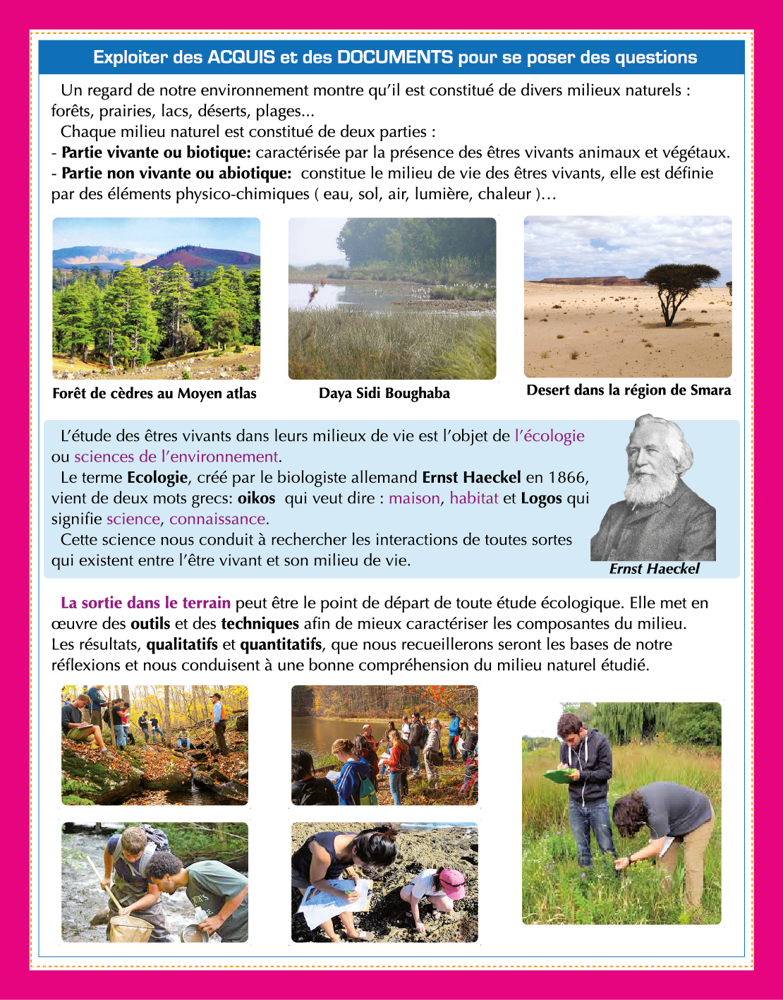 Exploiter des ACQUIS et des DOCUMENTS pour se poser des questions
Un regard de notre environnement montre qu’il est constitué de divers milieux naturels :
forêts, prairies, lacs, déserts, plages...
Chaque milieu naturel est constitué de deux parties :
- Partie vivante ou biotique: caractérisée par la présence des êtres vivants animaux et végétaux.
- Partie non vivante ou abiotique: constitue le milieu de vie des êtres vivants, elle est définie
par des éléments physico-chimiques ( eau, sol, air, lumière, chaleur )…
Forêt de cèdres au Moyen atlas
Daya Sidi Boughaba
Desert dans la région de Smara
L’étude des êtres vivants dans leurs milieux de vie est l’objet de l’écologie
ou sciences de l’environnement.
Le terme Ecologie, créé par le biologiste allemand Ernst Haeckel en 1866,
vient de deux mots grecs: oikos qui veut dire : maison, habitat et Logos qui
signifie science, connaissance.
Cette science nous conduit à rechercher les interactions de toutes sortes
qui existent entre l’être vivant et son milieu de vie.
Ernst Haeckel
La sortie dans le terrain peut être le point de départ de toute étude écologique. Elle met en
œuvre des outils et des techniques afin de mieux caractériser les composantes du milieu.
Les résultats, qualitatifs et quantitatifs, que nous recueillerons seront les bases de notre
réflexions et nous conduisent à une bonne compréhension du milieu naturel étudié.